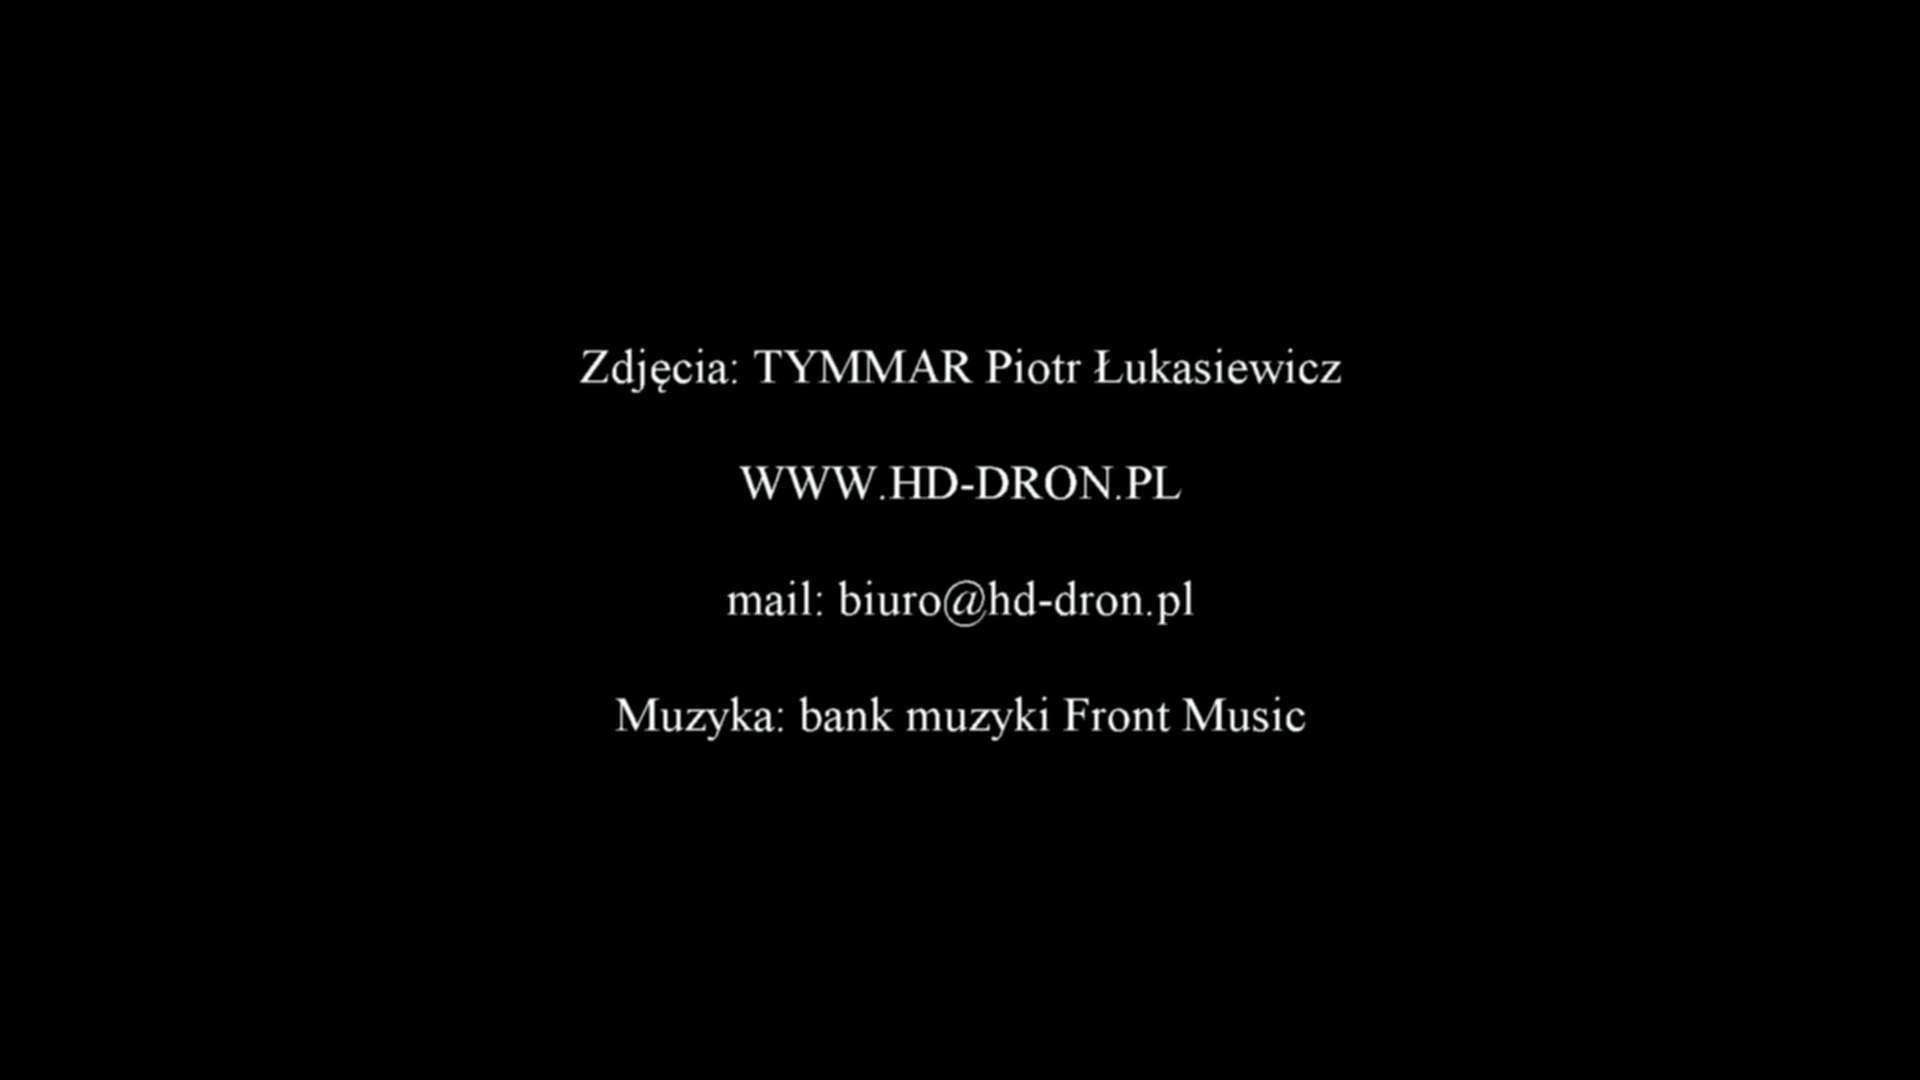 Zdjęcia: TYMMAR Piotr Łukasiewicz
WWW.HD-DRON.PL
mail: biuro@hd-dron.pl
Muzyka: bank muzyki Front Music